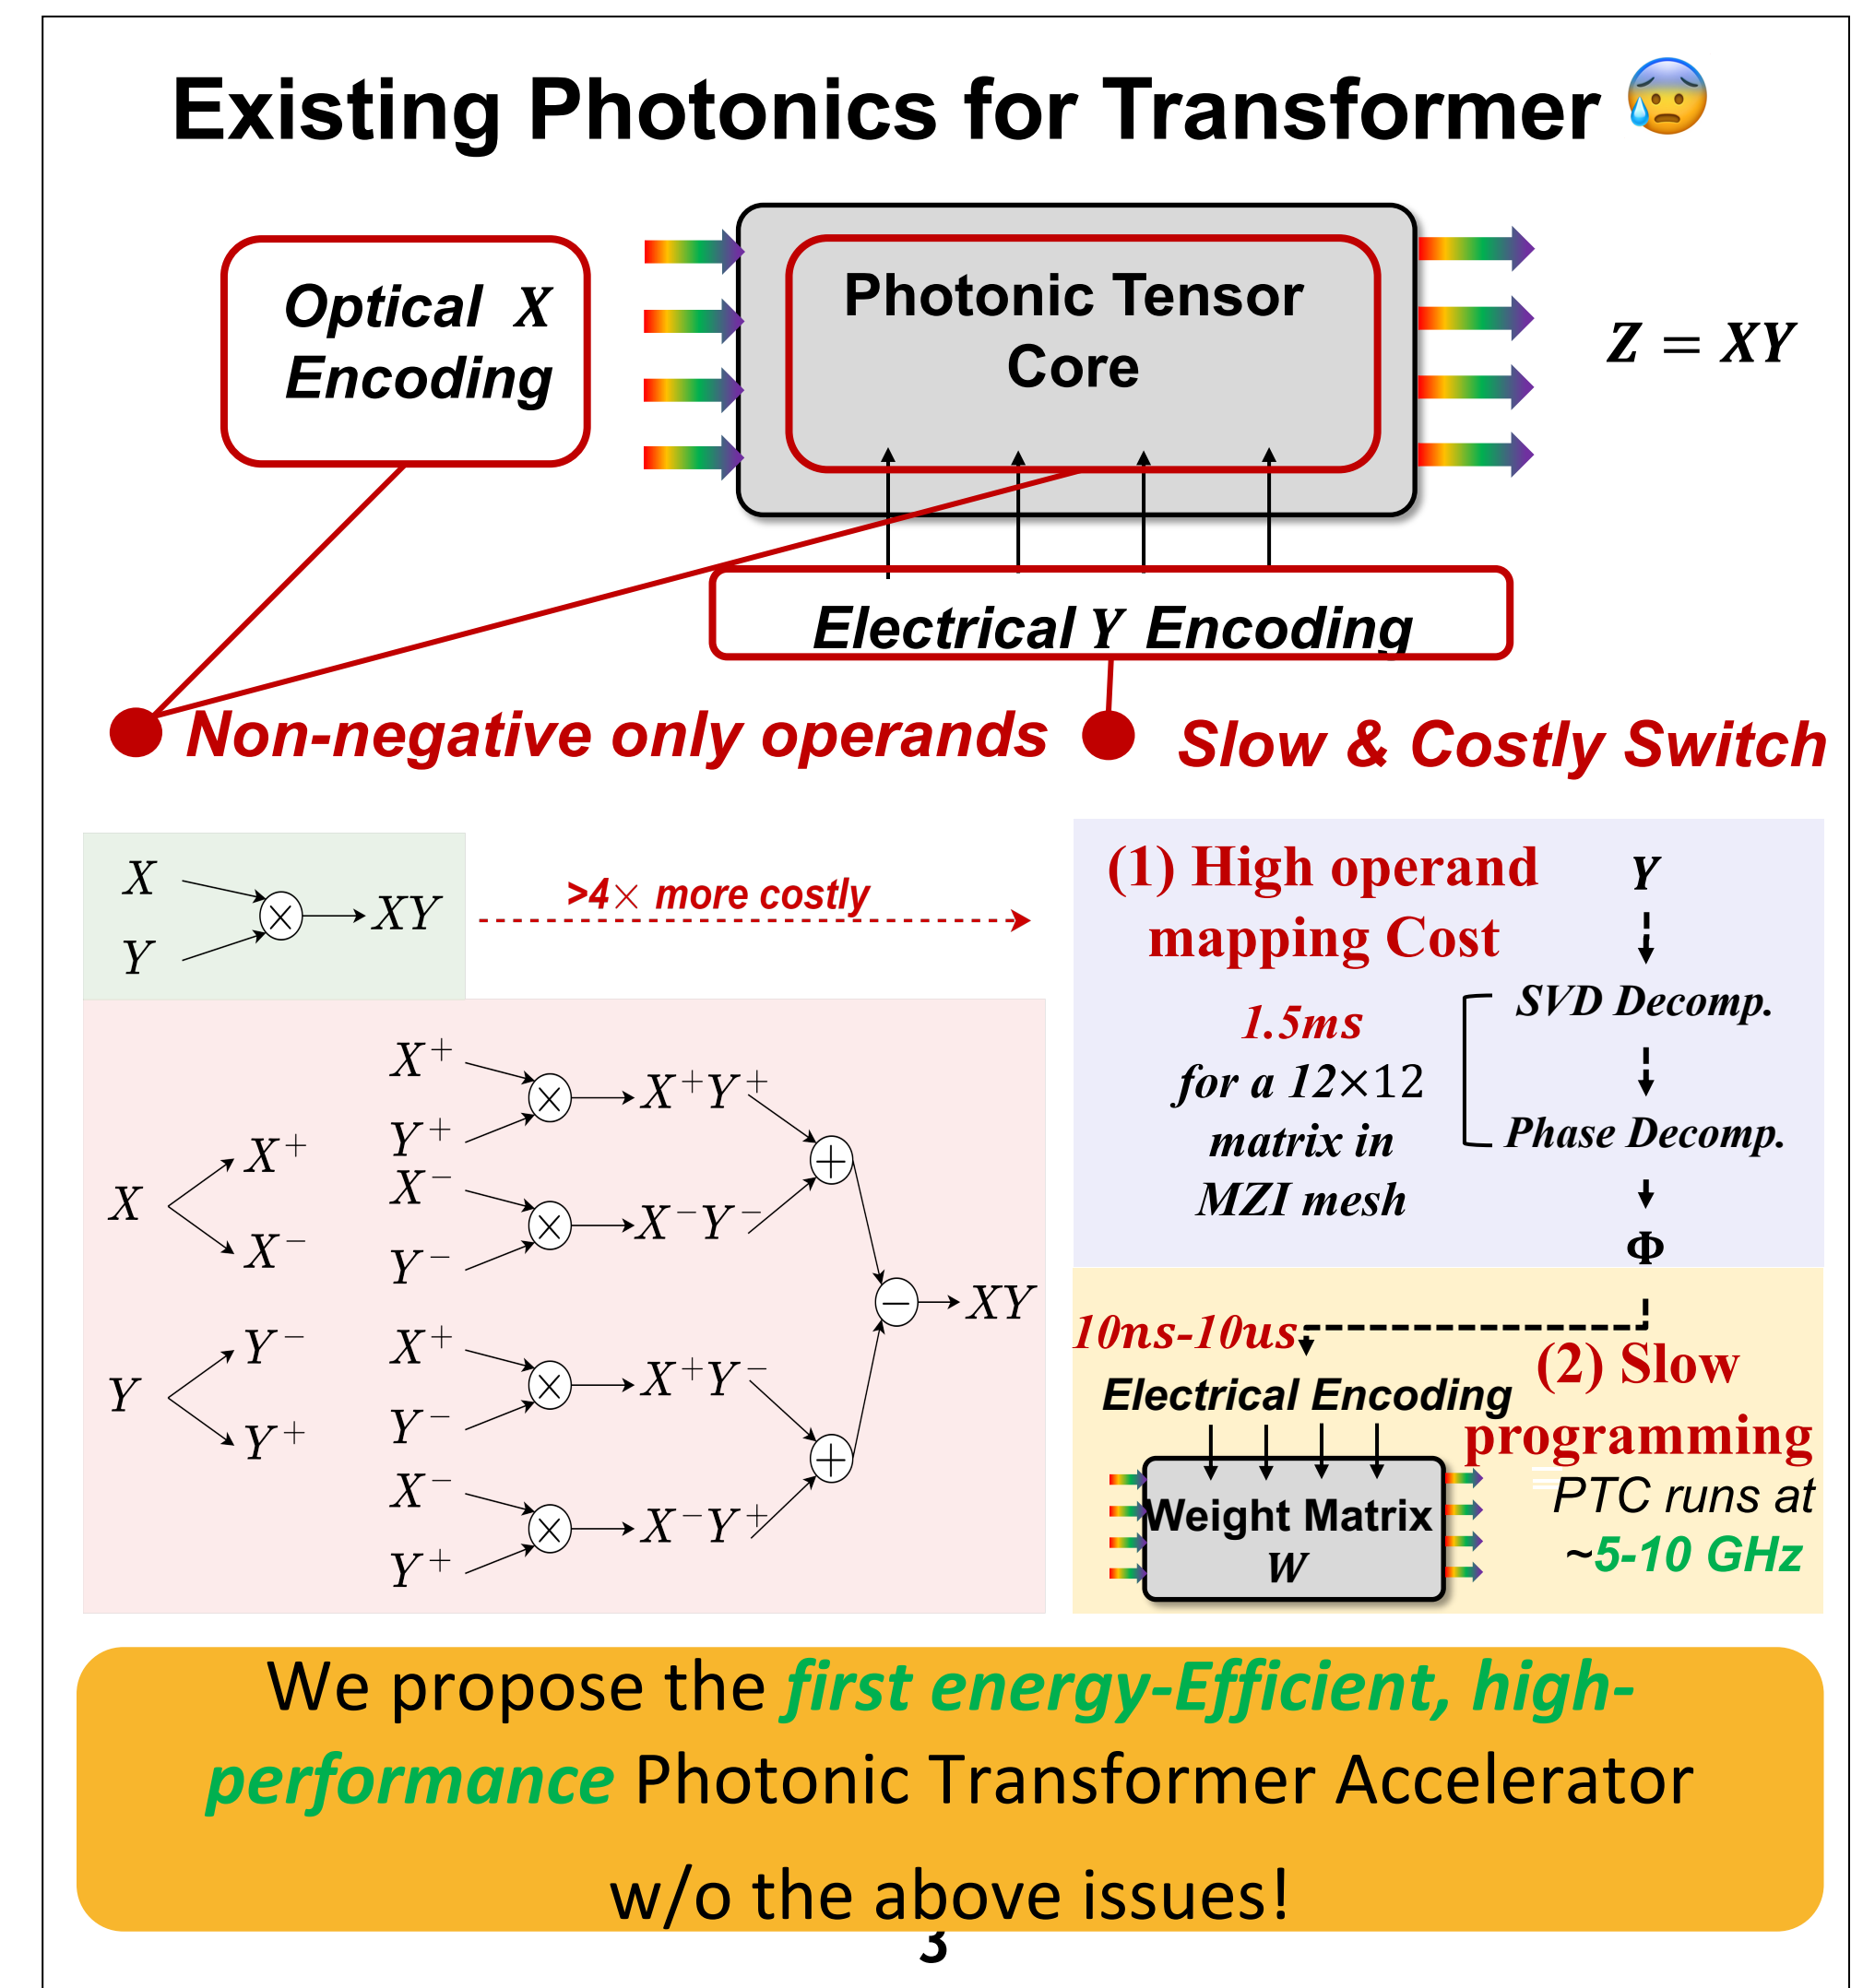 Existing Photonics for Transformer 😰
Optical X
Encoding
Photonic Tensor
Core
Z = XY
Electrical Y Encoding
Non-negative only operands
Slow & Costly Switch
X
Y
×
XY
>4× more costly
X
X⁺
X⁻
Y
Y⁻
Y⁺
X⁺
Y⁺
×
X⁺Y⁺
X⁻
Y⁻
×
X⁻Y⁻
+
X⁺
Y⁻
×
X⁺Y⁻
X⁻
Y⁺
×
X⁻Y⁺
+
−
XY
(1) High operand
mapping Cost
1.5ms
for a 12×12
matrix in
MZI mesh
Y
SVD Decomp.
Phase Decomp.
Φ
10ns-10us
(2) Slow
programming
Electrical Encoding
Weight Matrix
W
PTC runs at
~5-10 GHz
We propose the first energy-Efficient, high-
performance Photonic Transformer Accelerator
w/o the above issues!
3